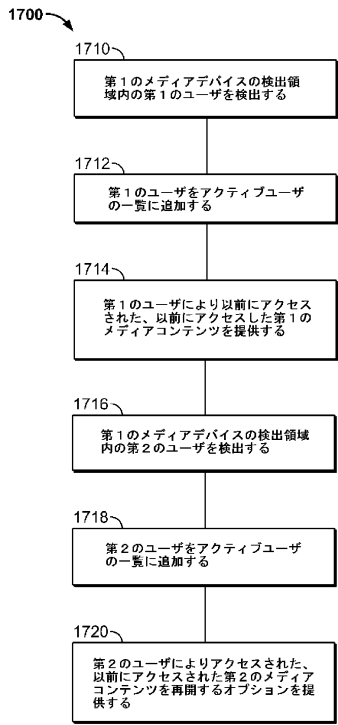 1700
1710
第１のメディアデバイスの検出領
域内の第１のユーザを検出する
1712
第１のユーザをアクティブユーザ
の一覧に追加する
1714
第１のユーザにより以前にアクセス
された、以前にアクセスした第１の
メディアコンテンツを提供する
1716
第１のメディアデバイスの検出領域
内の第２のユーザを検出する
1718
第２のユーザをアクティブユーザ
の一覧に追加する
1720
第２のユーザによりアクセスされた、
以前にアクセスされた第２のメディア
コンテンツを再開するオプションを提
供する